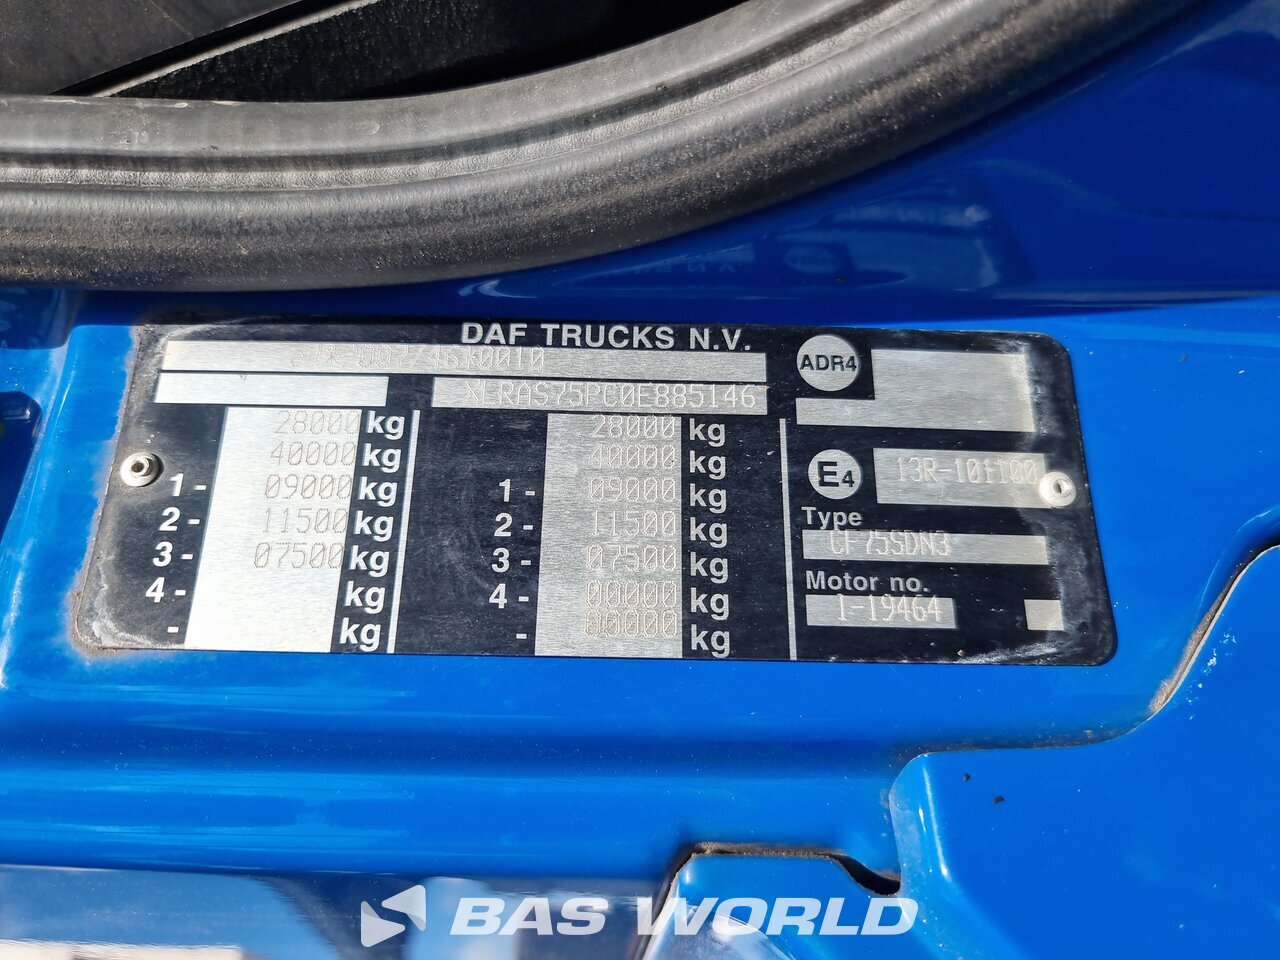 DAF TRUCKS N.V.
XLRAS75PC0E885146
28000 kg 28000 kg
40000 kg 40000 kg
1- 09000 kg 1- 09000 kg
2- 11500 kg 2- 11500 kg
3- 07500 kg 3- 07500 kg
4- kg 4- 00000 kg
- kg - 00000 kg
ADR4
E4 13R-101100
Type
CF75SDN3
Motor no.
1-19464
BAS WORLD